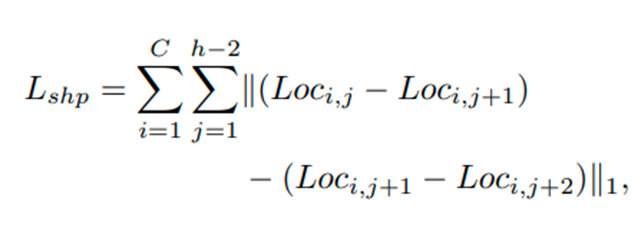 $L_{shp} = \sum_{i=1}^{C} \sum_{j=1}^{h-2} \| (Loc_{i,j} - Loc_{i,j+1})$
$- (Loc_{i,j+1} - Loc_{i,j+2}) \|_1,$